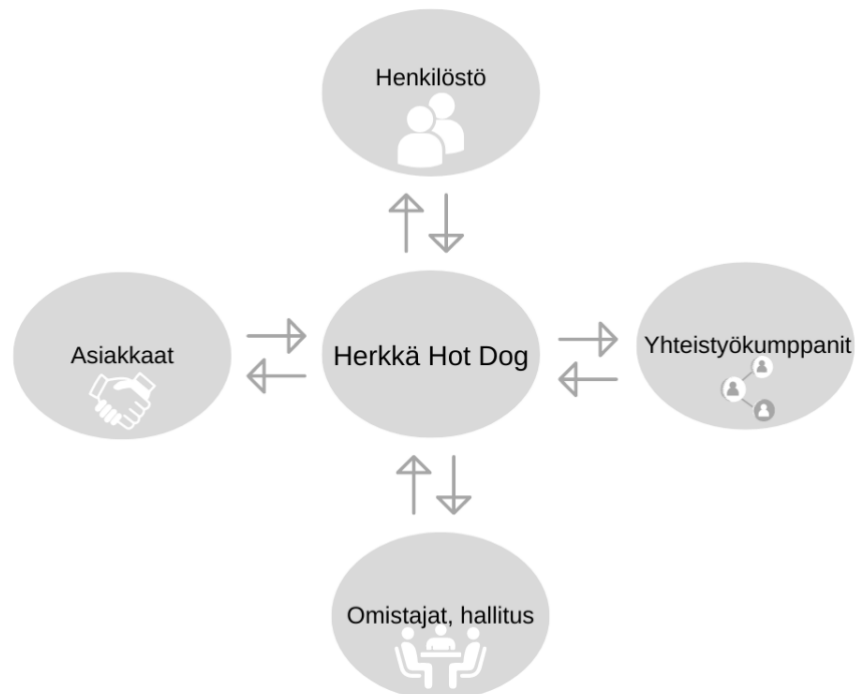 Henkilöstö
Asiakkaat
Herkkä Hot Dog
Yhteistyökumppanit
Omistajat, hallitus